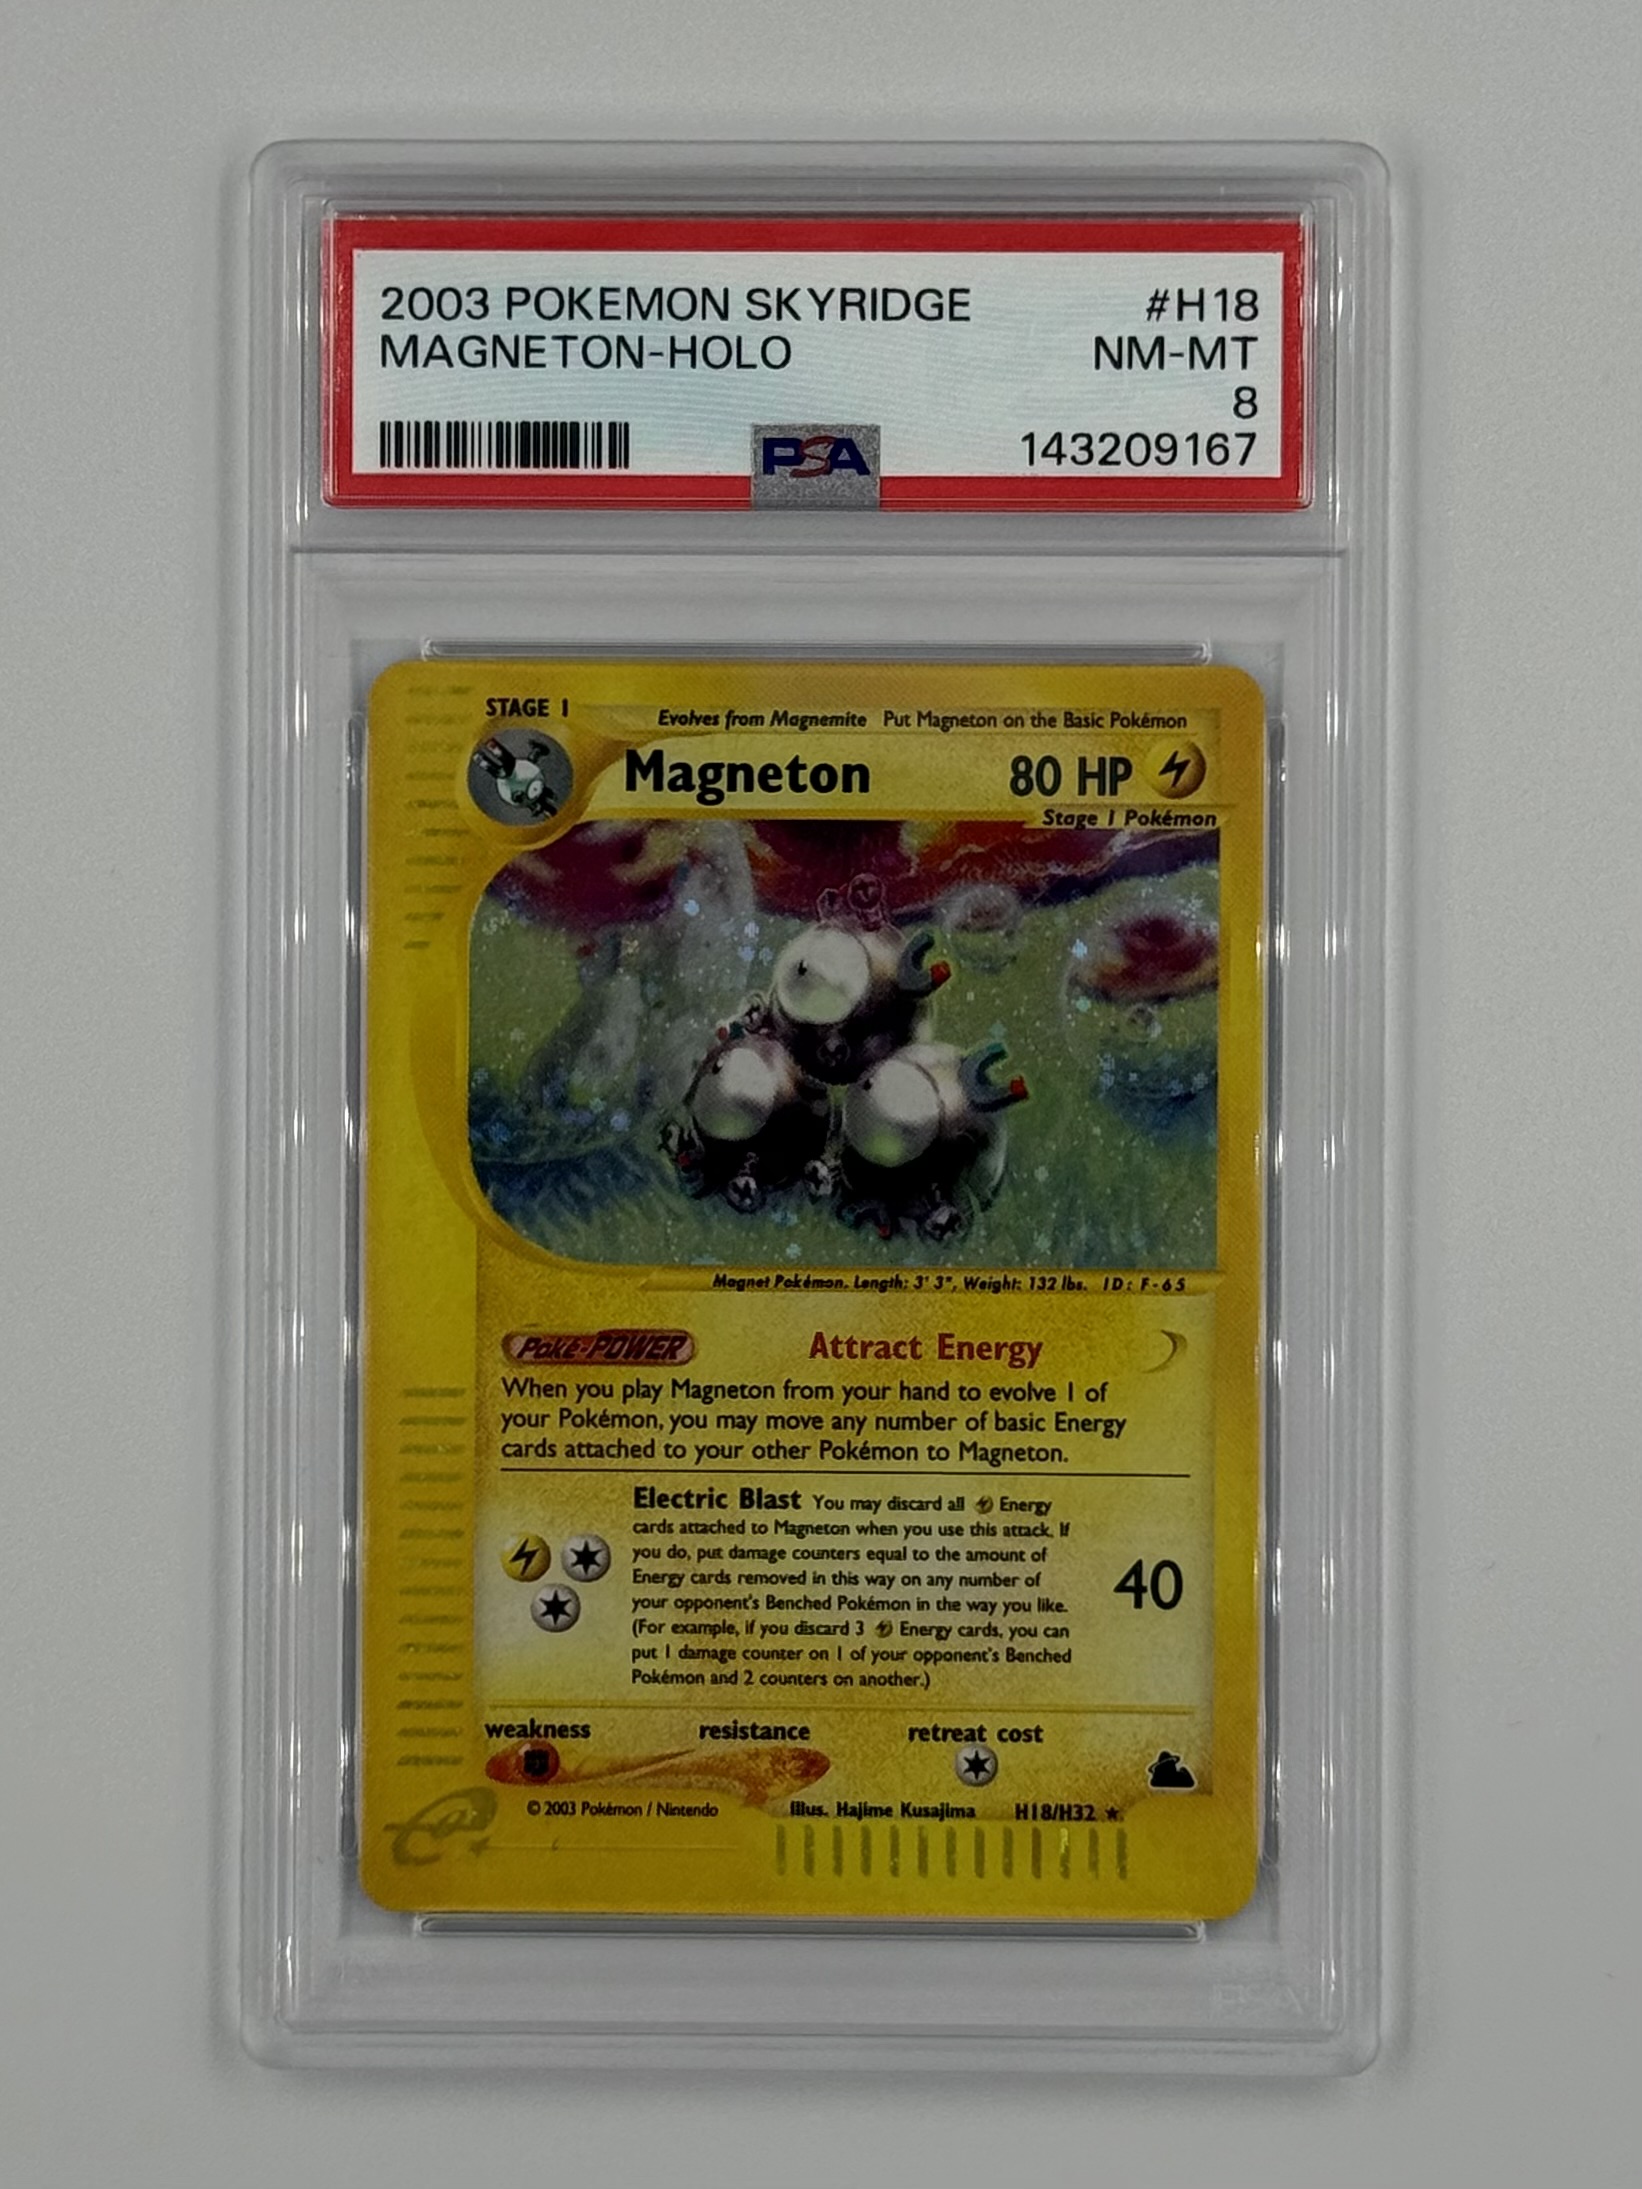 2003 POKEMON SKYRIDGE #H18
MAGNETON-HOLO NM-MT
8
PSA 143209167
STAGE 1
Evolves from Magnemite Put Magneton on the Basic Pokémon
Magneton 80 HP
Stage 1 Pokémon
Magnet Pokémon. Length: 3' 3", Weight: 132 lbs. ID: F-65
Poké-POWER Attract Energy
When you play Magneton from your hand to evolve 1 of
your Pokémon, you may move any number of basic Energy
cards attached to your other Pokémon to Magneton.
Electric Blast You may discard all Energy
cards attached to Magneton when you use this attack. If
you do, put damage counters equal to the amount of
Energy cards removed in this way on any number of
your opponent's Benched Pokémon in the way you like.
(For example, if you discard 3 Energy cards, you can
put 1 damage counter on 1 of your opponent's Benched
Pokémon and 2 counters on another.)
40
weakness resistance retreat cost
© 2003 Pokémon / Nintendo Illus. Hajime Kusajima H18/H32 ★
PSA